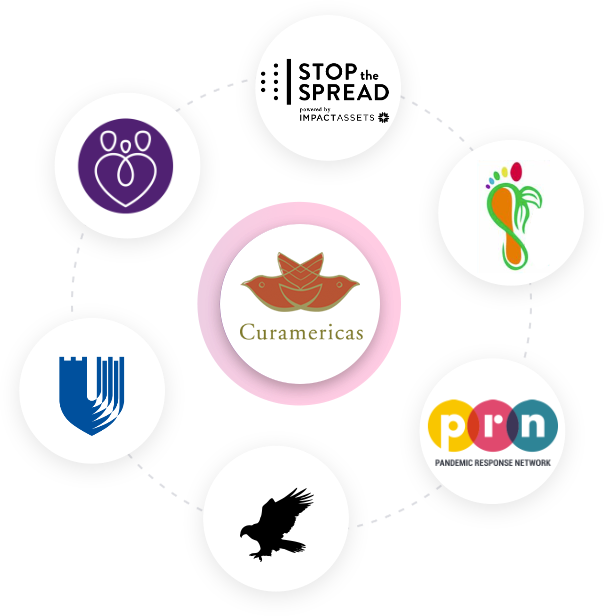 STOP the
SPREAD
powered by
IMPACTASSETS
Curamericas
prn
PANDEMIC RESPONSE NETWORK